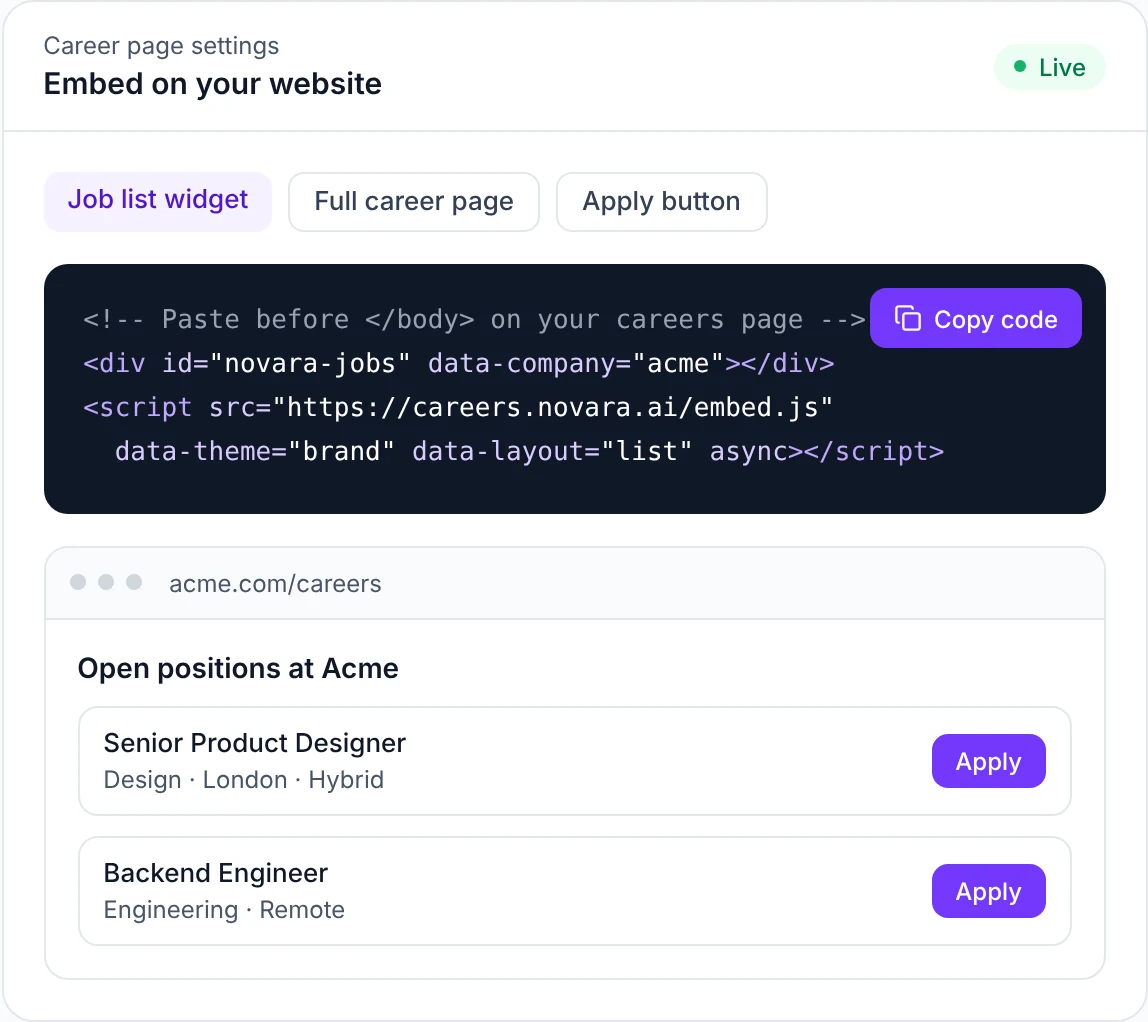 Career page settings
Embed on your website
Live
Job list widget
Full career page
Apply button
<!-- Paste before </body> on your careers page -->
Copy code
<div id="novara-jobs" data-company="acme"></div>
<script src="https://careers.novara.ai/embed.js"
  data-theme="brand" data-layout="list" async></script>
acme.com/careers
Open positions at Acme
Senior Product Designer
Design · London · Hybrid
Apply
Backend Engineer
Engineering · Remote
Apply